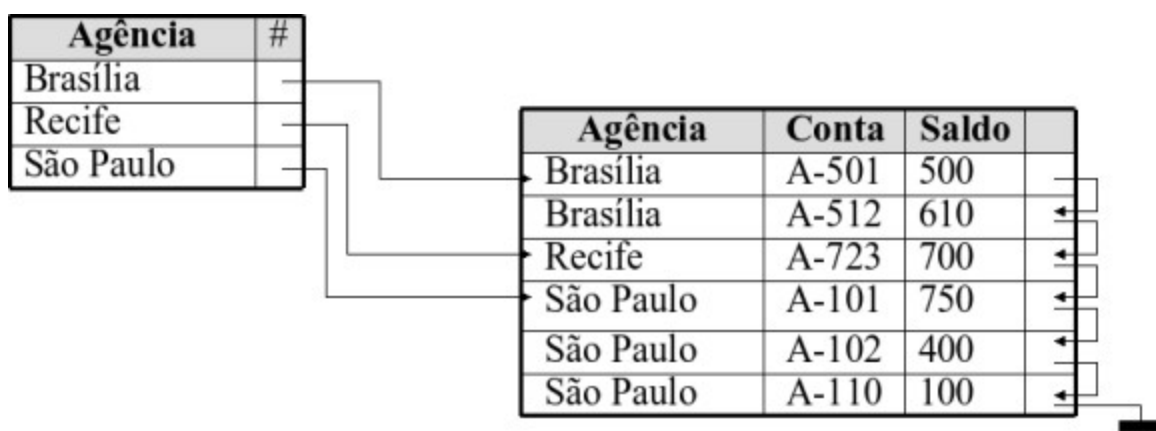 Agência #
Brasília
Recife
São Paulo
Agência Conta Saldo
Brasília A-501 500
Brasília A-512 610
Recife A-723 700
São Paulo A-101 750
São Paulo A-102 400
São Paulo A-110 100